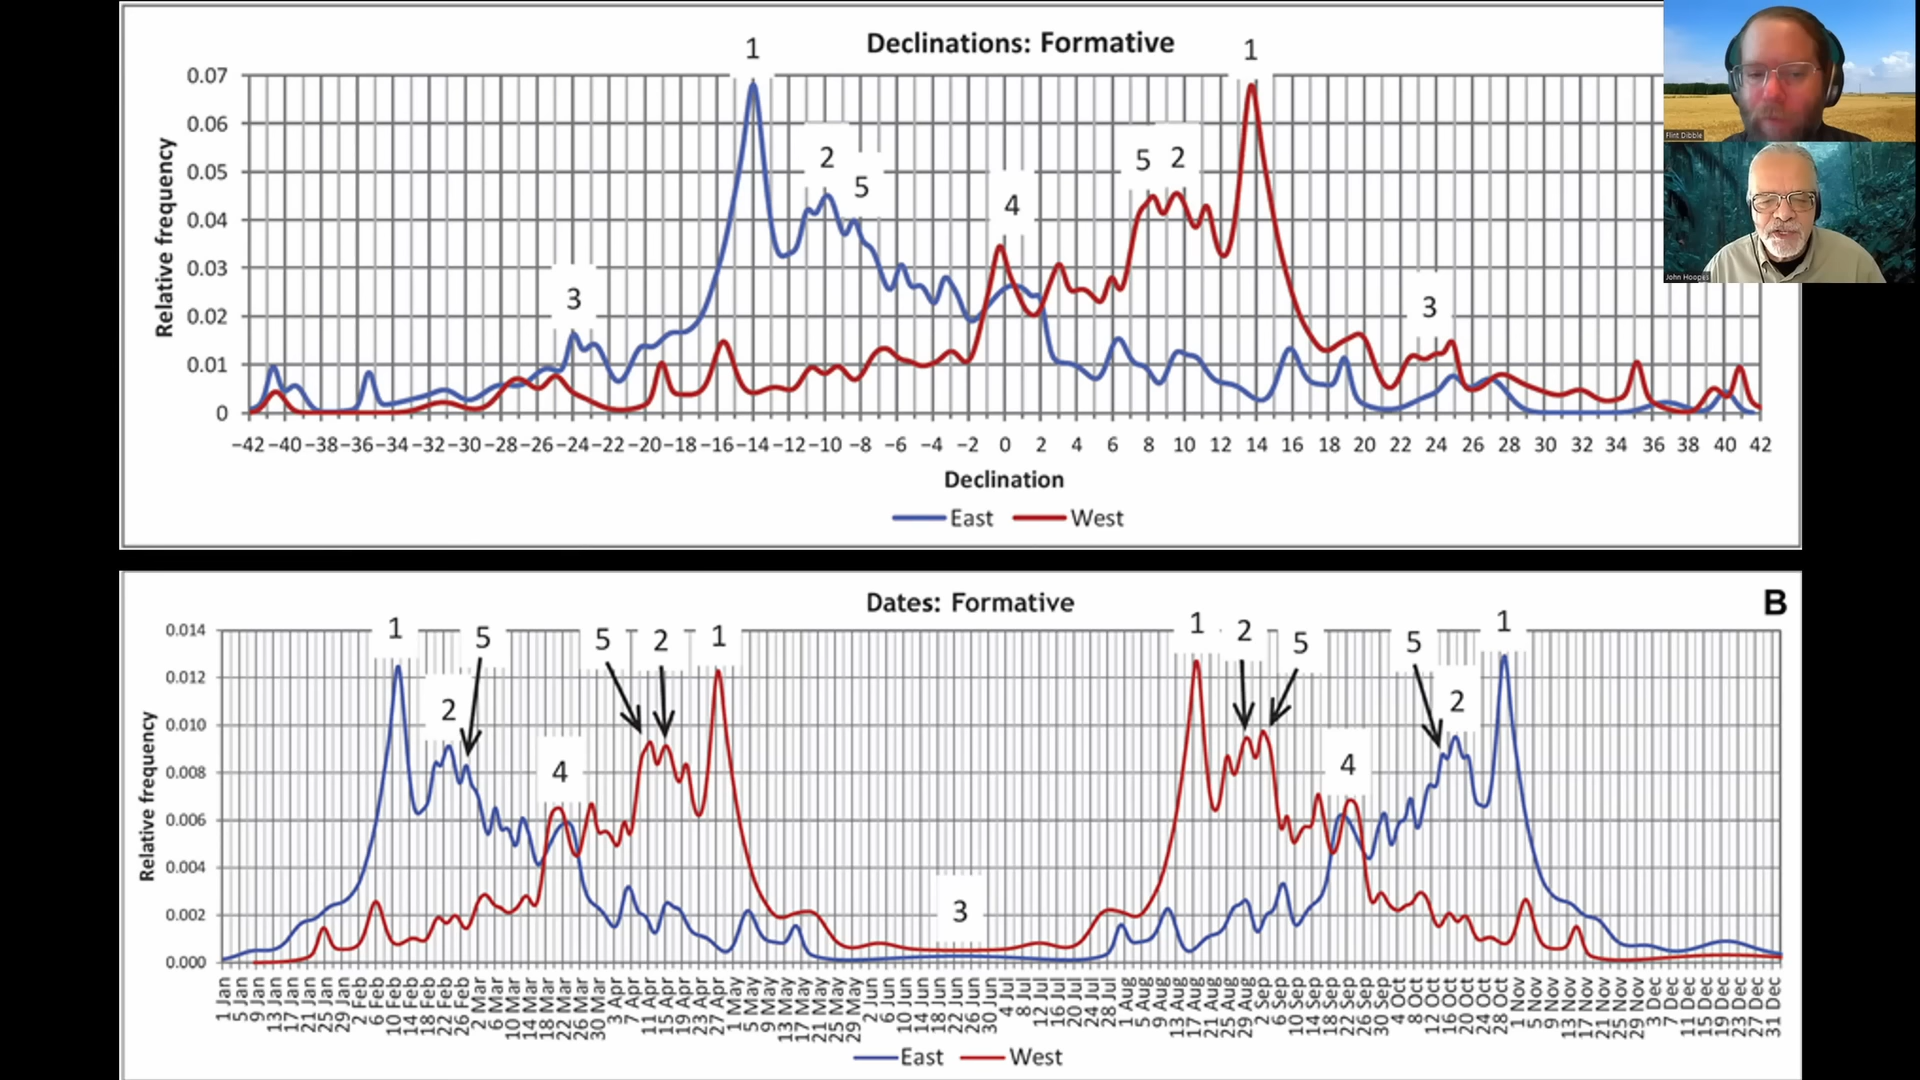 Declinations: Formative
1
1
2
5
5 2
4
3
3
Relative frequency
0.07
0.06
0.05
0.04
0.03
0.02
0.01
0
−42 −40 −38 −36 −34 −32 −30 −28 −26 −24 −22 −20 −18 −16 −14 −12 −10 −8 −6 −4 −2 0 2 4 6 8 10 12 14 16 18 20 22 24 26 28 30 32 34 36 38 40 42
Declination
East West
Flint Dibble
John Hoopes
Dates: Formative
B
1 5 5 2 1 1 2 5 5 1
2 2
4 4
3
Relative frequency
0.014
0.012
0.010
0.008
0.006
0.004
0.002
0.000
1 Jan
5 Jan
9 Jan
13 Jan
17 Jan
21 Jan
25 Jan
29 Jan
2 Feb
6 Feb
10 Feb
14 Feb
18 Feb
22 Feb
26 Feb
2 Mar
6 Mar
10 Mar
14 Mar
18 Mar
22 Mar
26 Mar
30 Mar
3 Apr
7 Apr
11 Apr
15 Apr
19 Apr
23 Apr
27 Apr
1 May
5 May
9 May
13 May
17 May
21 May
25 May
29 May
2 Jun
6 Jun
10 Jun
14 Jun
18 Jun
22 Jun
26 Jun
30 Jun
4 Jul
8 Jul
12 Jul
16 Jul
20 Jul
24 Jul
28 Jul
1 Aug
5 Aug
9 Aug
13 Aug
17 Aug
21 Aug
25 Aug
29 Aug
2 Sep
6 Sep
10 Sep
14 Sep
18 Sep
22 Sep
26 Sep
30 Sep
4 Oct
8 Oct
12 Oct
16 Oct
20 Oct
24 Oct
28 Oct
1 Nov
5 Nov
9 Nov
13 Nov
17 Nov
21 Nov
25 Nov
29 Nov
3 Dec
7 Dec
11 Dec
15 Dec
19 Dec
23 Dec
27 Dec
31 Dec
East West